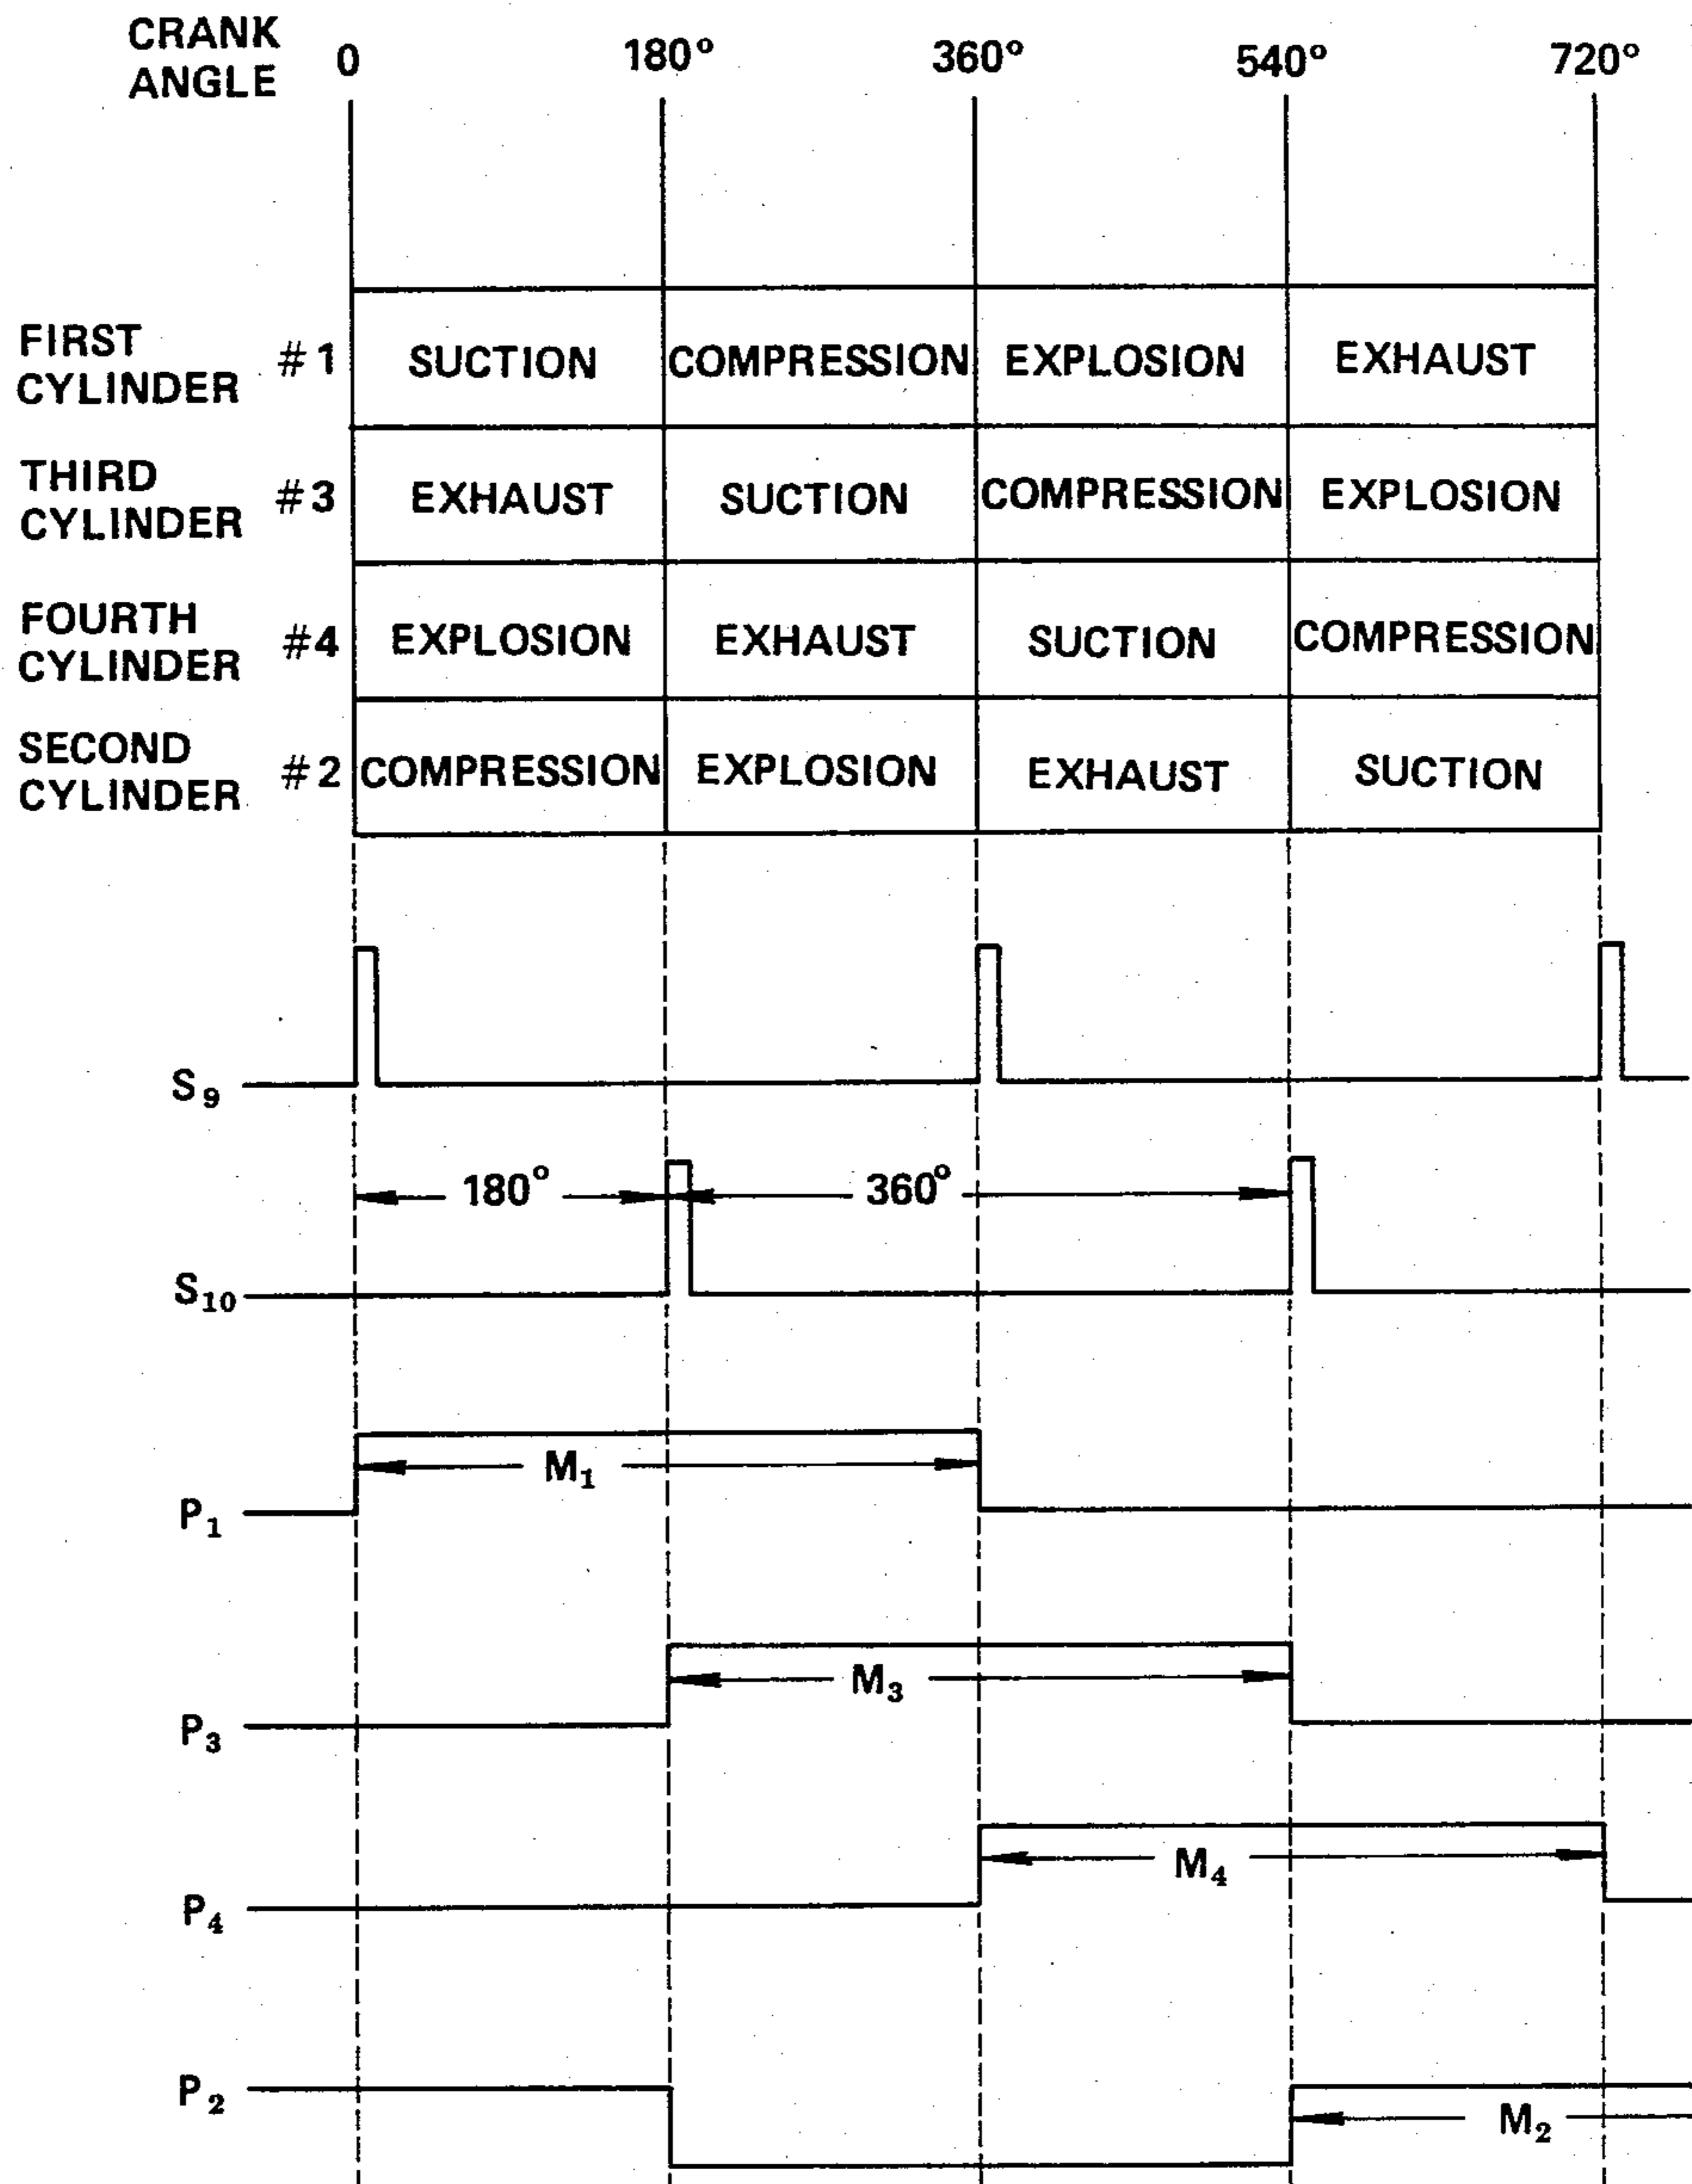 CRANK ANGLE 0 180° 360° 540° 720°
FIRST CYLINDER #1 SUCTION COMPRESSION EXPLOSION EXHAUST
THIRD CYLINDER #3 EXHAUST SUCTION COMPRESSION EXPLOSION
FOURTH CYLINDER #4 EXPLOSION EXHAUST SUCTION COMPRESSION
SECOND CYLINDER #2 COMPRESSION EXPLOSION EXHAUST SUCTION
S9
180° 360°
S10
M1
P1
M3
P3
M4
P4
P2
M2